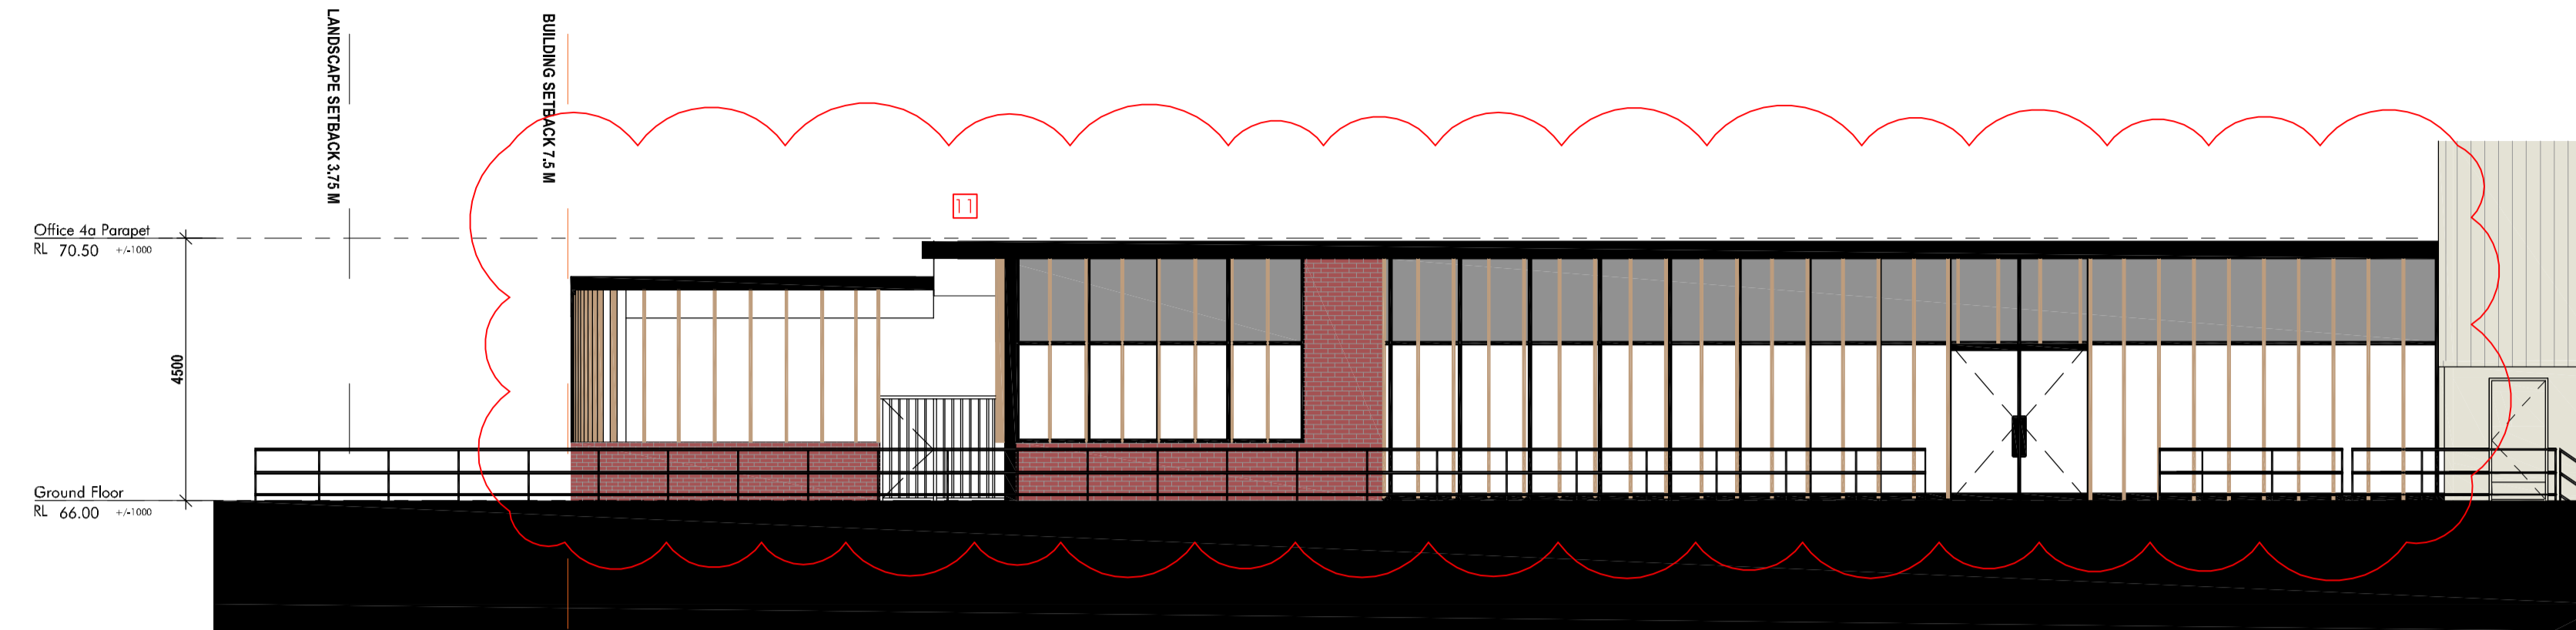 LANDSCAPE SETBACK 3.75 M
BUILDING SETBACK 7.5 M
11
Office 4a Parapet
RL 70.50 +/-1000
4500
Ground Floor
RL 66.00 +/-1000